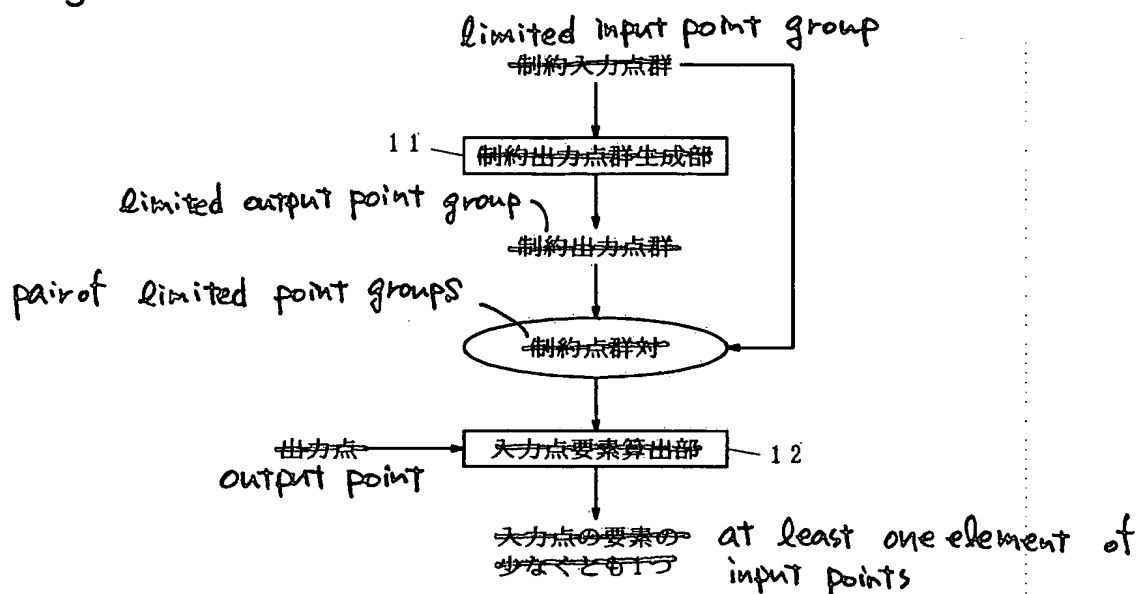 limited input point group
制約入力点群
11
制約出力点群生成部
limited output point group
制約出力点群
pair of limited point groups
制約点群対
出力点
入力点要素算出部
12
output point
入力点の要素の
少なくとも1つ
at least one element of
input points